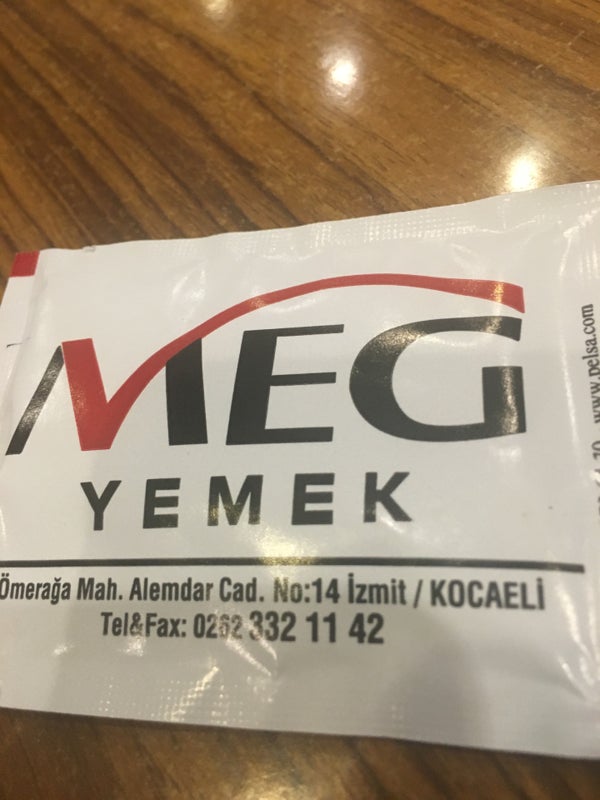 MEG
YEMEK
Ömerağa Mah. Alemdar Cad. No:14 İzmit / KOCAELİ
Tel&Fax: 0262 332 11 42
www.pelsa.com